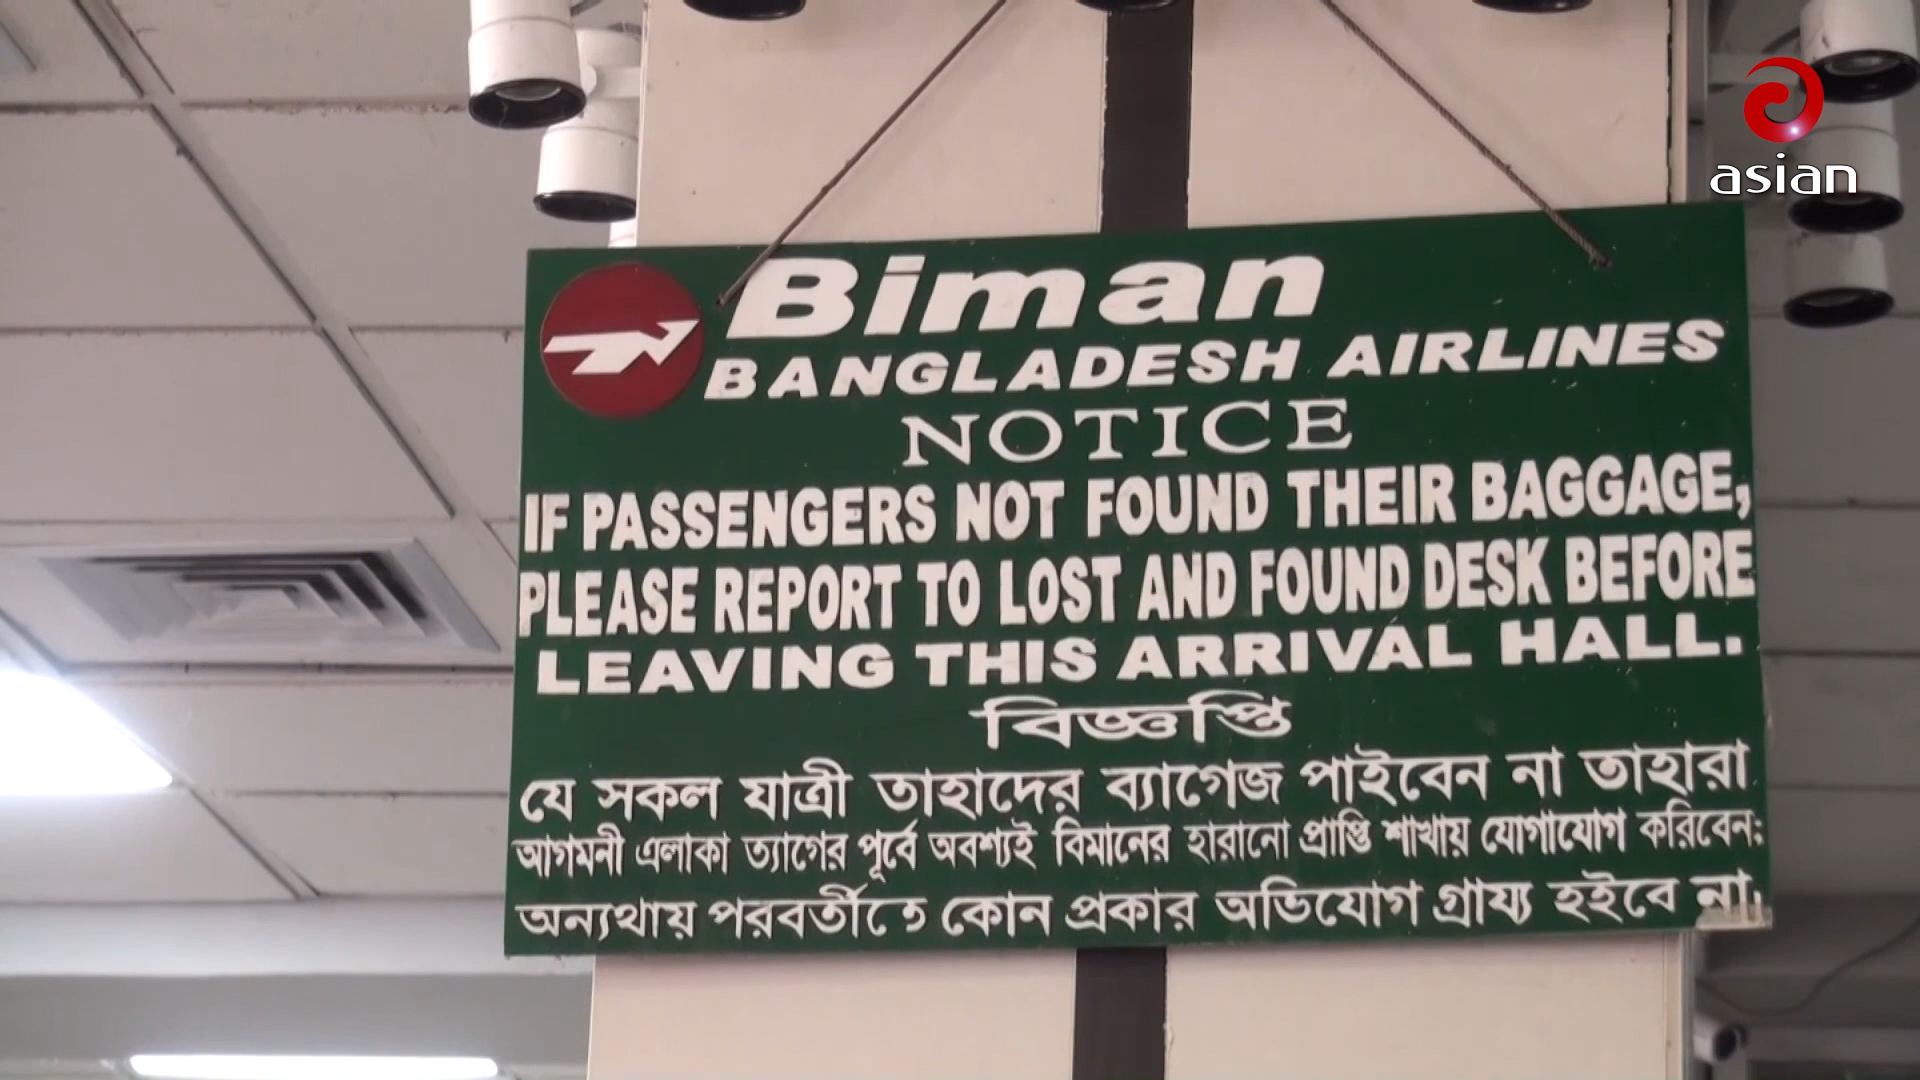 asian
Biman
BANGLADESH AIRLINES
NOTICE
IF PASSENGERS NOT FOUND THEIR BAGGAGE,
PLEASE REPORT TO LOST AND FOUND DESK BEFORE
LEAVING THIS ARRIVAL HALL.
বিজ্ঞপ্তি
যে সকল যাত্রী তাহাদের ব্যাগেজ পাইবেন না তাহারা
আগমনী এলাকা ত্যাগের পূর্বে অবশ্যই বিমানের হারানো প্রাপ্তি শাখায় যোগাযোগ করিবেন;
অন্যথায় পরবর্তীতে কোন প্রকার অভিযোগ গ্রায্য হইবে না।